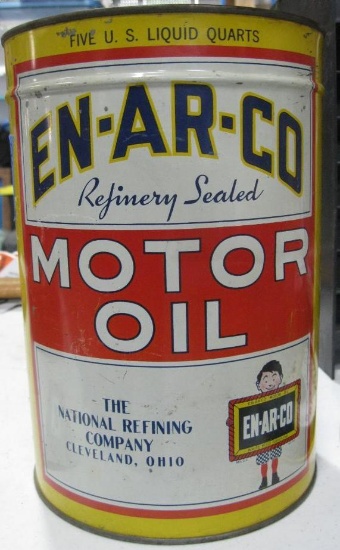 FIVE U. S. LIQUID QUARTS
EN-AR-CO
Refinery Sealed
MOTOR
OIL
THE
NATIONAL REFINING
COMPANY
CLEVELAND, OHIO
EN-AR-CO